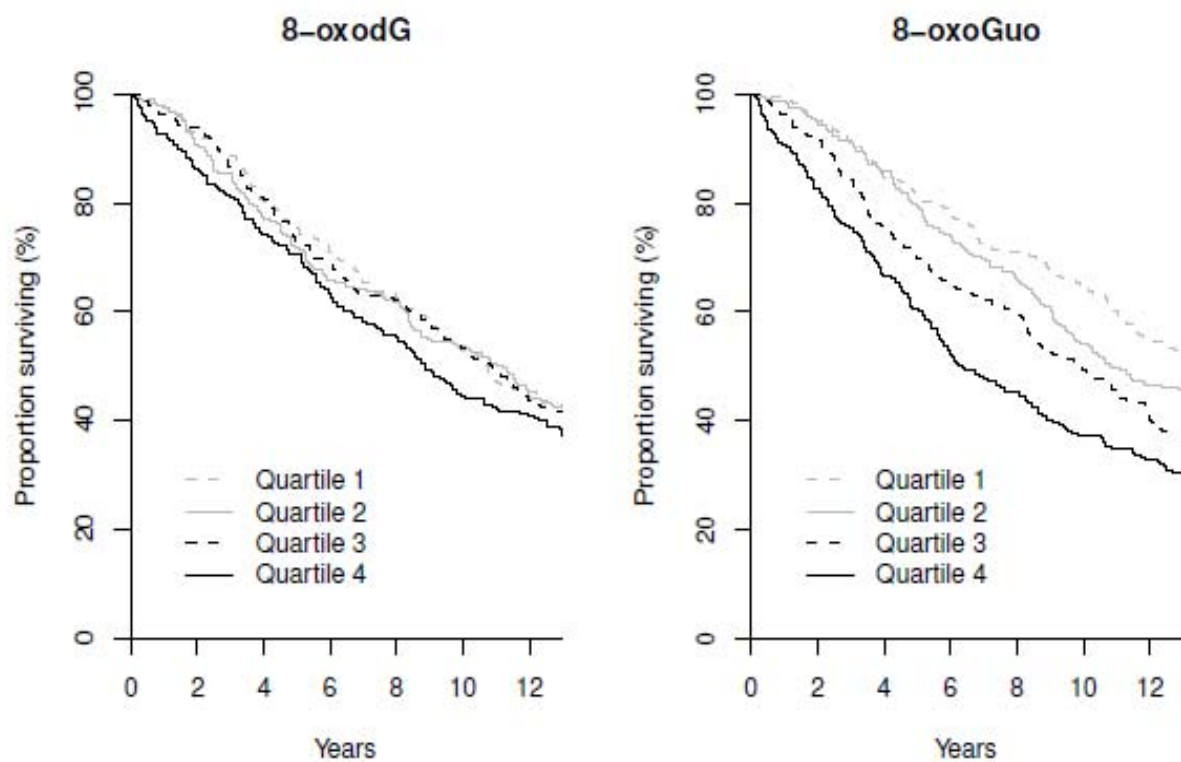 8–oxodG
Proportion surviving (%)
100
80
60
40
20
0
Quartile 1
Quartile 2
Quartile 3
Quartile 4
0 2 4 6 8 10 12
Years
8–oxoGuo
Proportion surviving (%)
100
80
60
40
20
0
Quartile 1
Quartile 2
Quartile 3
Quartile 4
0 2 4 6 8 10 12
Years